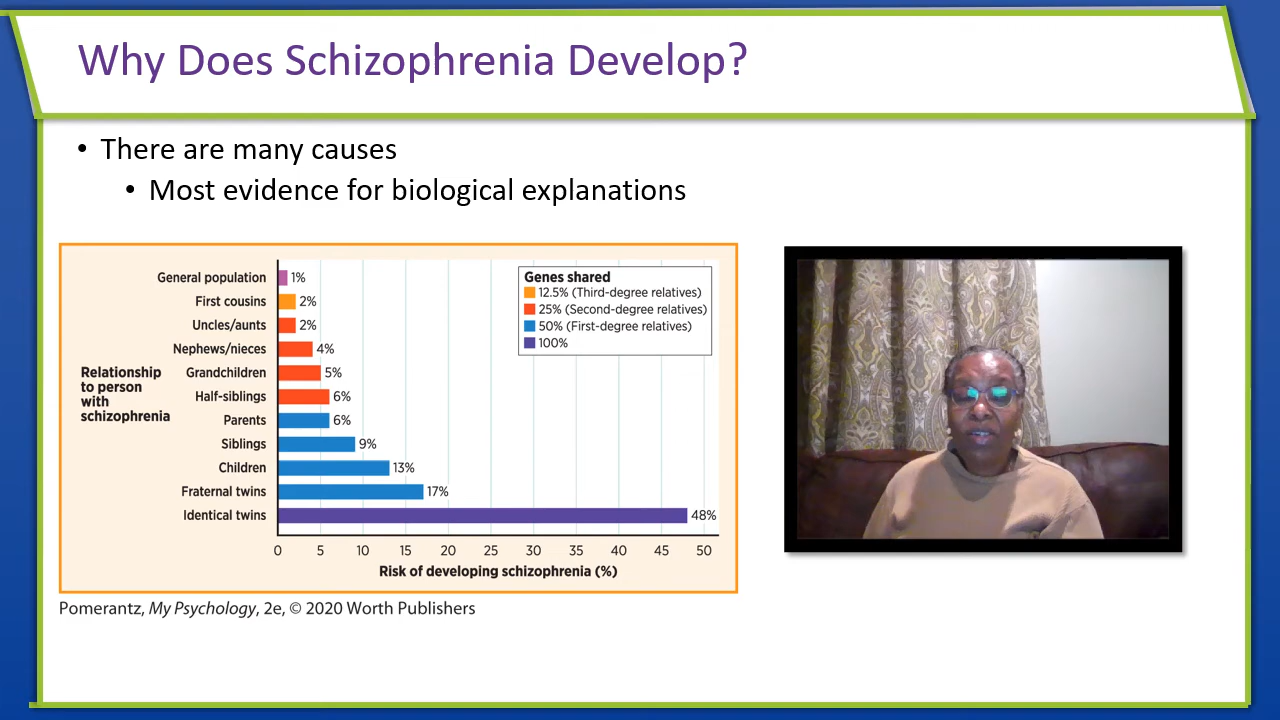 Why Does Schizophrenia Develop?
• There are many causes
• Most evidence for biological explanations
General population 1%
First cousins 2%
Uncles/aunts 2%
Nephews/nieces 4%
Grandchildren 5%
Half-siblings 6%
Parents 6%
Siblings 9%
Children 13%
Fraternal twins 17%
Identical twins 48%
Relationship
to person
with
schizophrenia
Genes shared
12.5% (Third-degree relatives)
25% (Second-degree relatives)
50% (First-degree relatives)
100%
0 5 10 15 20 25 30 35 40 45 50
Risk of developing schizophrenia (%)
Pomerantz, My Psychology, 2e, © 2020 Worth Publishers